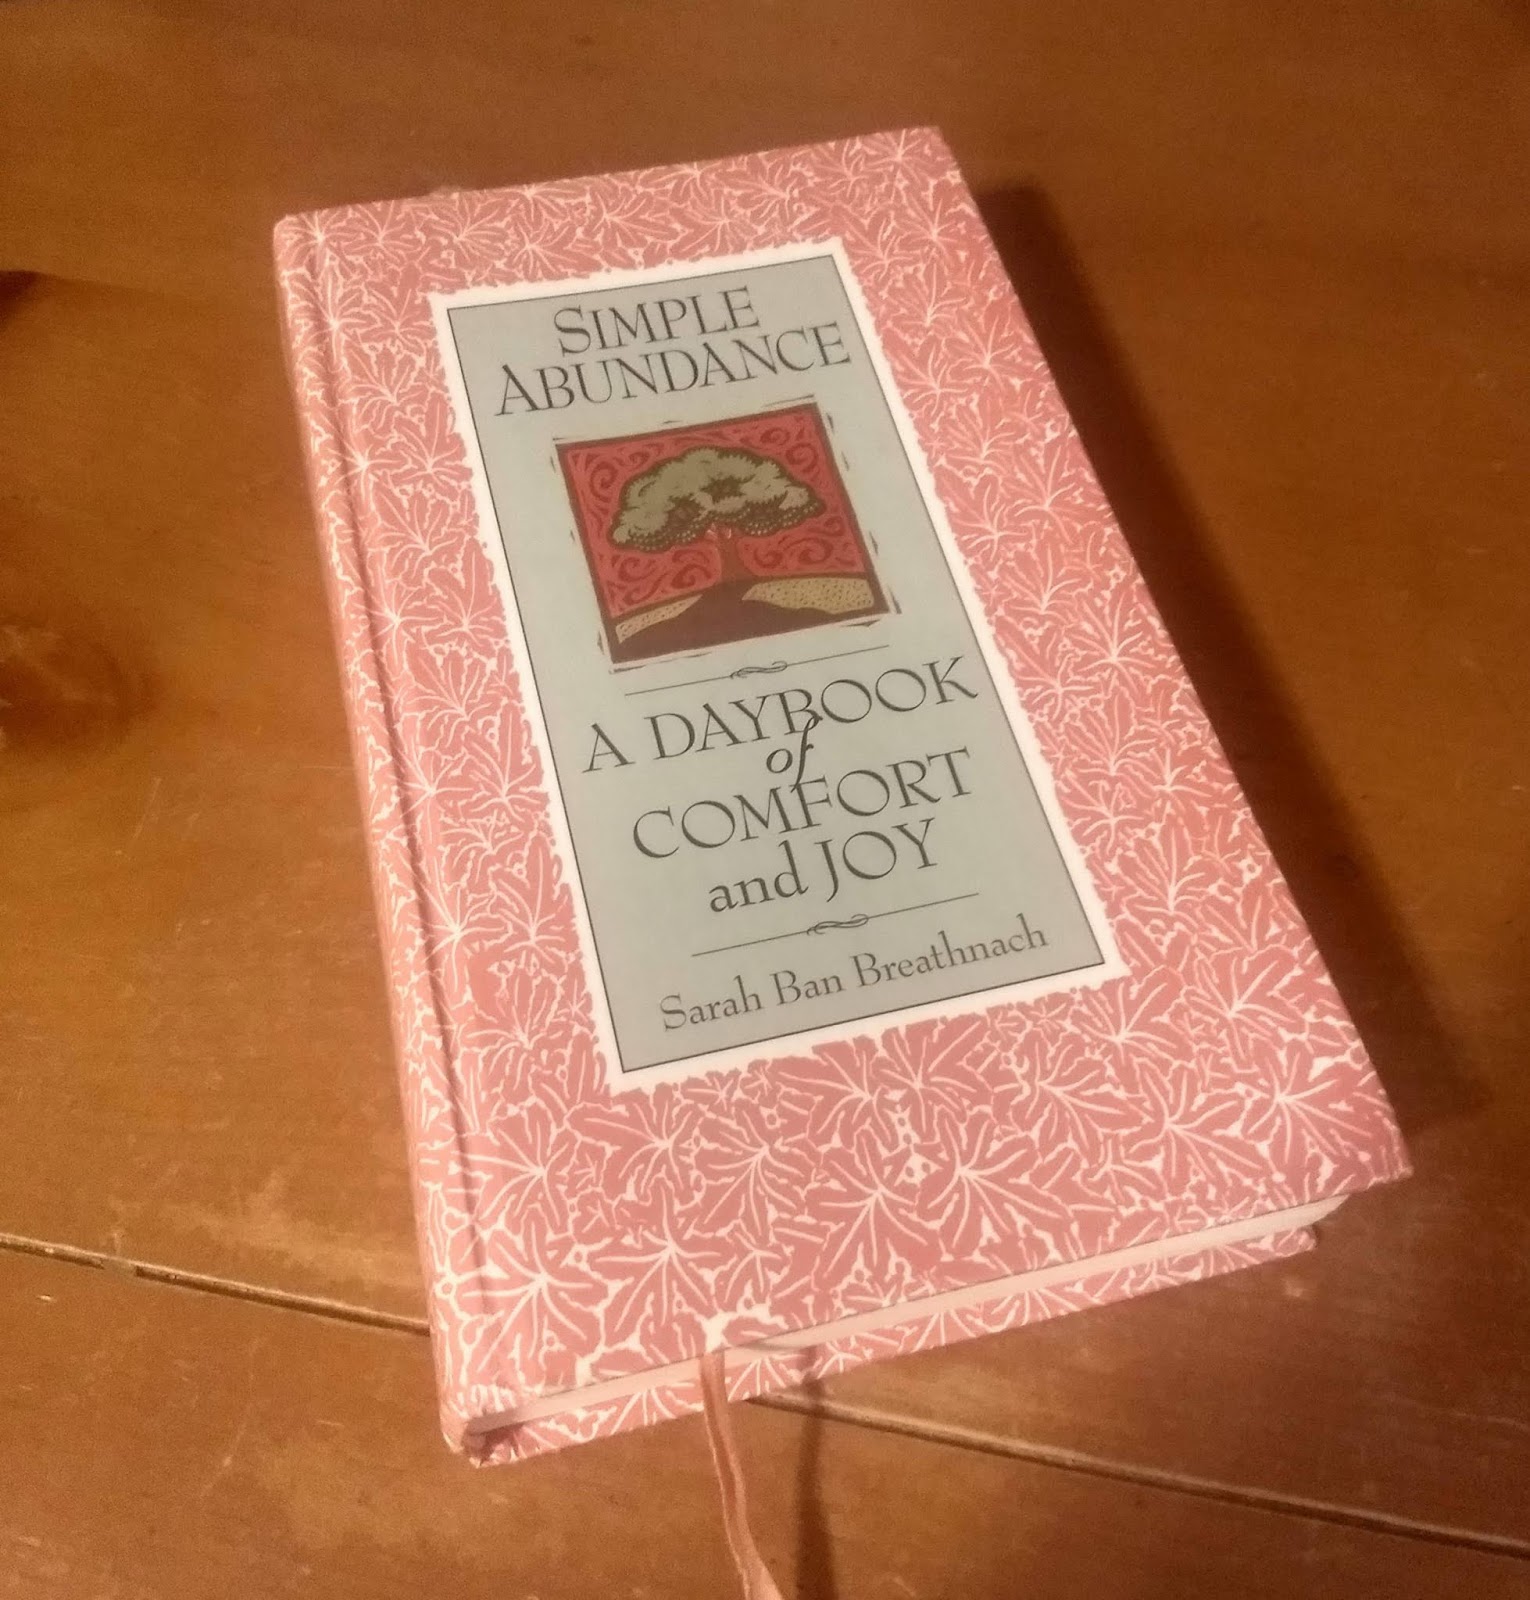 SIMPLE
ABUNDANCE
A DAYBOOK
of
COMFORT
and JOY
Sarah Ban Breathnach